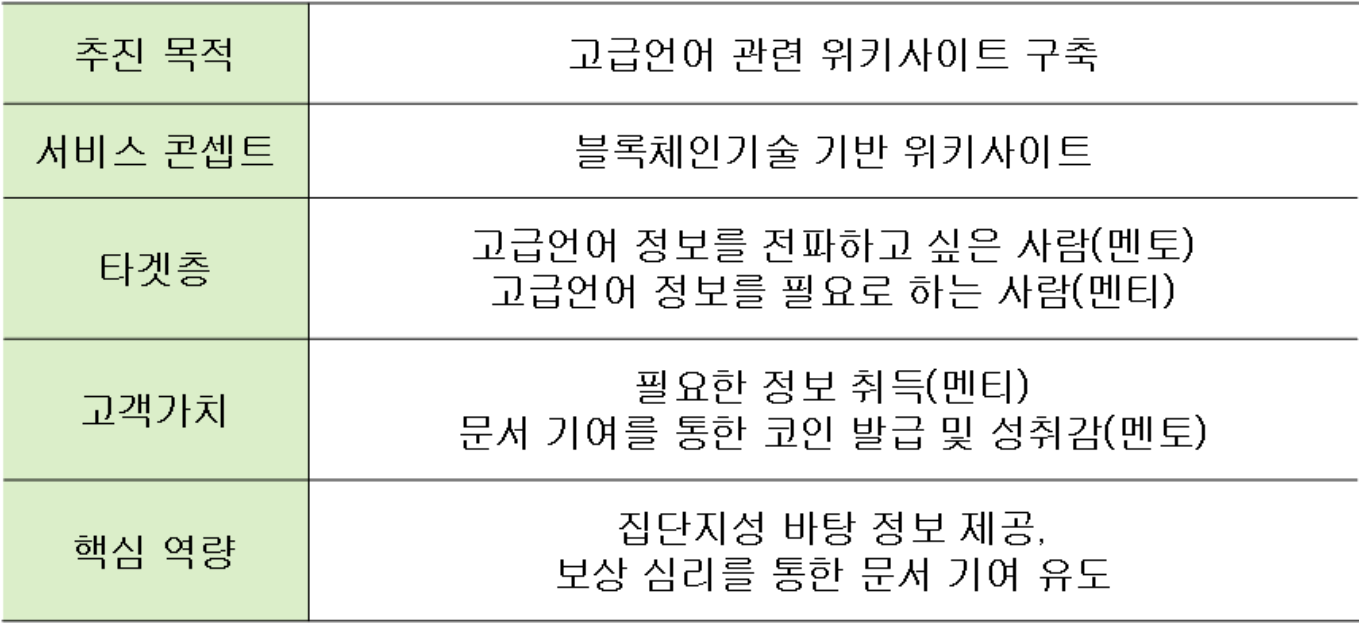 추진 목적
고급언어 관련 위키사이트 구축
서비스 콘셉트
블록체인기술 기반 위키사이트
타겟층
고급언어 정보를 전파하고 싶은 사람(멘토)
고급언어 정보를 필요로 하는 사람(멘티)
고객가치
필요한 정보 취득(멘티)
문서 기여를 통한 코인 발급 및 성취감(멘토)
핵심 역량
집단지성 바탕 정보 제공,
보상 심리를 통한 문서 기여 유도